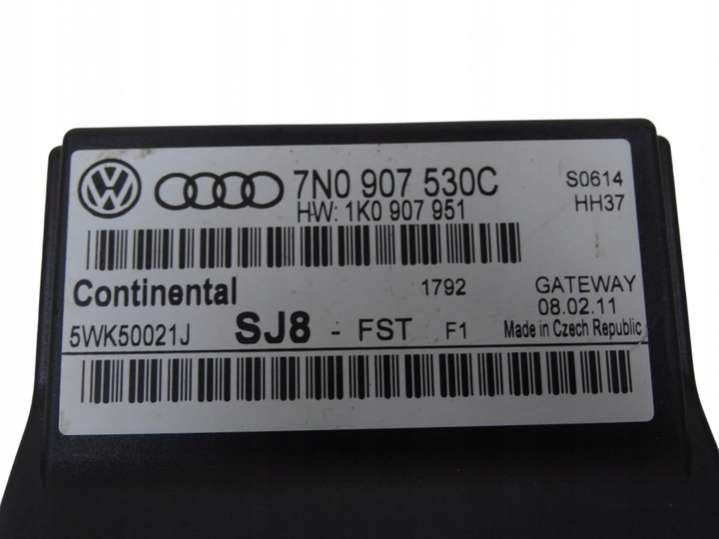 7N0 907 530C S0614
HW: 1K0 907 951 HH37
Continental 1792 GATEWAY
08.02.11
5WK50021J SJ8 - FST F1 Made in Czech Republic